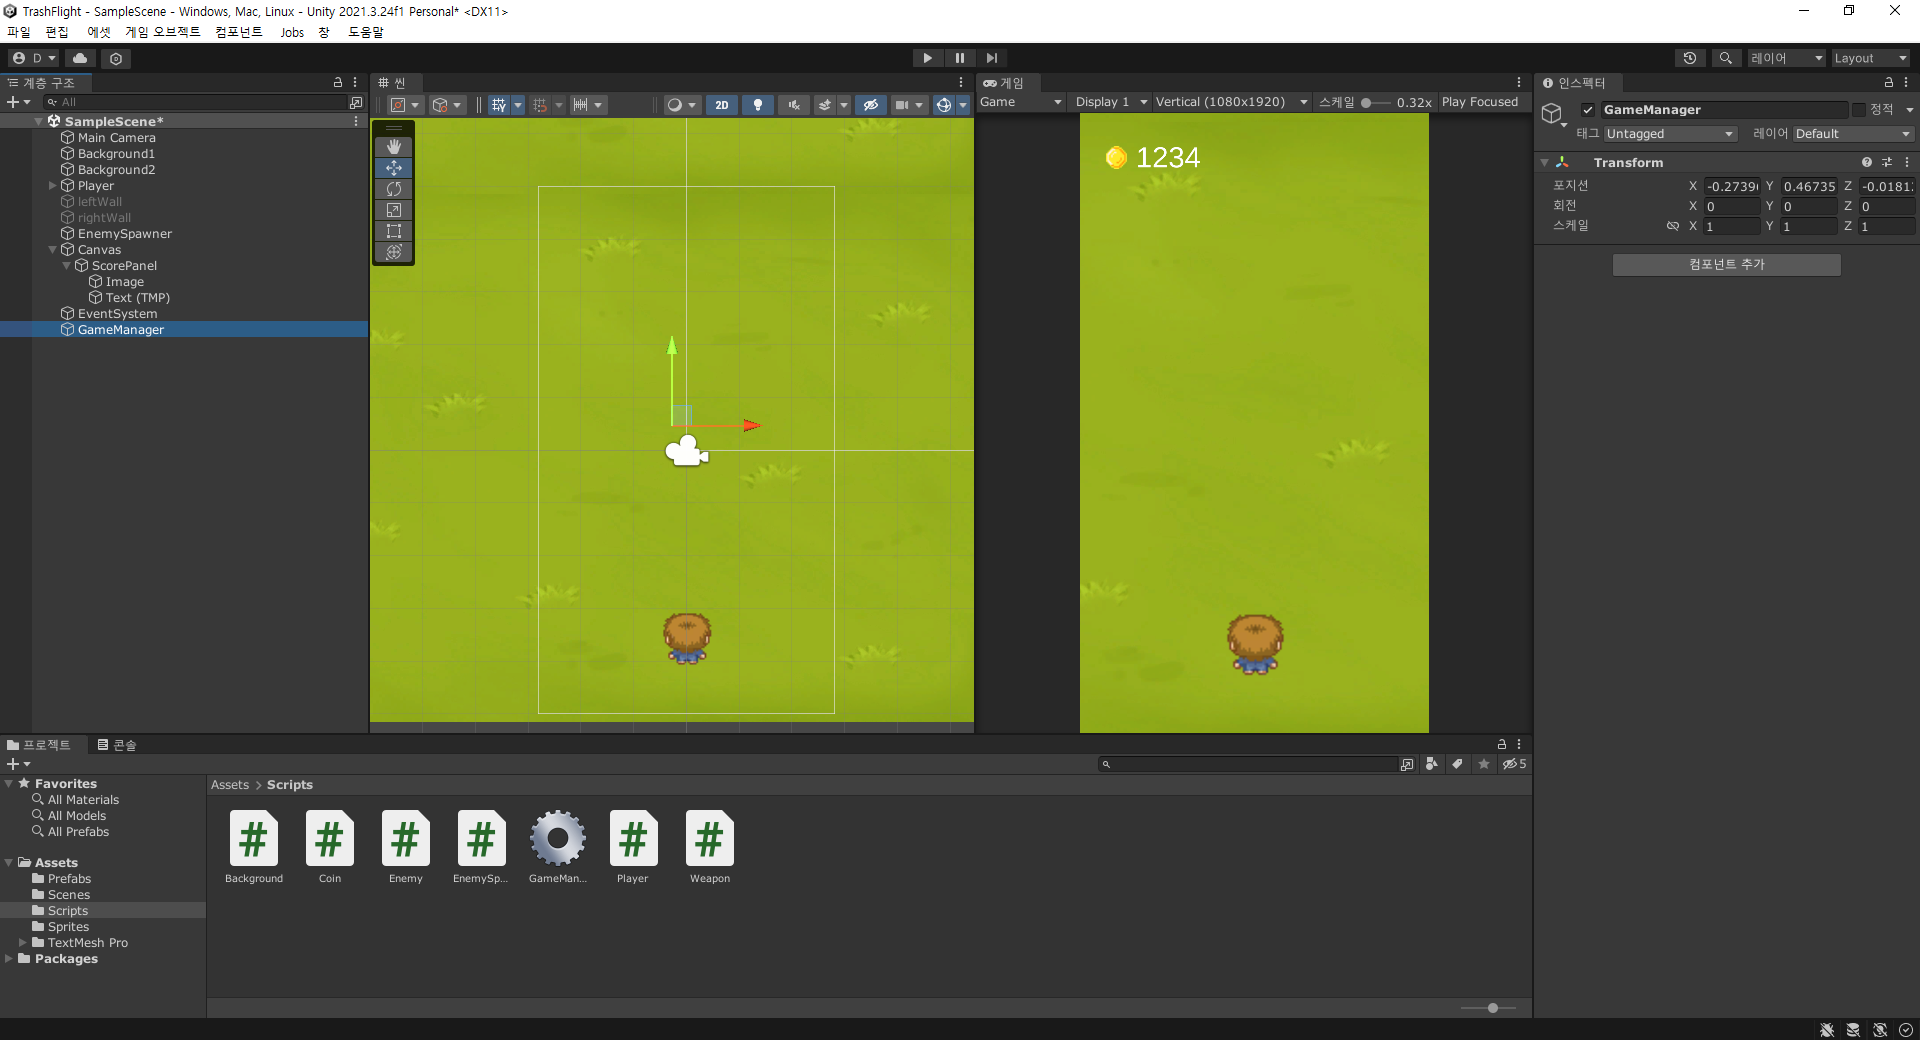 TrashFlight - SampleScene - Windows, Mac, Linux - Unity 2021.3.24f1 Personal* <DX11>
파일 편집 에셋 게임 오브젝트 컴포넌트 Jobs 창 도움말
D 레이어 Layout
계층 구조
All
SampleScene*
Main Camera
Background1
Background2
Player
leftWall
rightWall
EnemySpawner
Canvas
ScorePanel
Image
Text (TMP)
EventSystem
GameManager
씬
2D
게임
Game Display 1 Vertical (1080x1920) 스케일 0.32x Play Focused
1234
인스펙터
GameManager 정적
태그 Untagged 레이어 Default
Transform
포지션 X -0.2739 Y 0.46735 Z -0.0181
회전 X 0 Y 0 Z 0
스케일 X 1 Y 1 Z 1
컴포넌트 추가
프로젝트 콘솔
5
Favorites
All Materials
All Models
All Prefabs
Assets
Prefabs
Scenes
Scripts
Sprites
TextMesh Pro
Packages
Assets > Scripts
Background Coin Enemy EnemySp... GameMan... Player Weapon